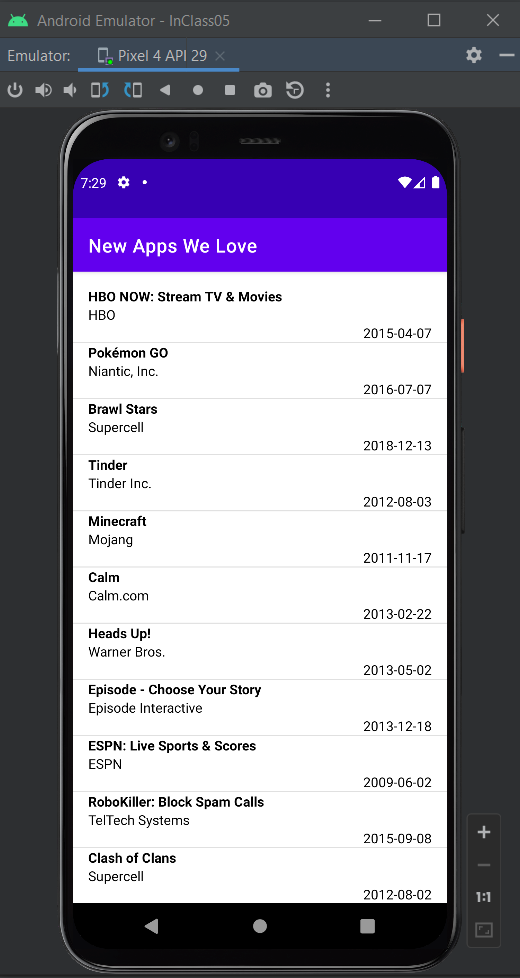 Android Emulator - InClass05
Emulator: Pixel 4 API 29
7:29
New Apps We Love
HBO NOW: Stream TV & Movies
HBO
2015-04-07
Pokémon GO
Niantic, Inc.
2016-07-07
Brawl Stars
Supercell
2018-12-13
Tinder
Tinder Inc.
2012-08-03
Minecraft
Mojang
2011-11-17
Calm
Calm.com
2013-02-22
Heads Up!
Warner Bros.
2013-05-02
Episode - Choose Your Story
Episode Interactive
2013-12-18
ESPN: Live Sports & Scores
ESPN
2009-06-02
RoboKiller: Block Spam Calls
TelTech Systems
2015-09-08
Clash of Clans
Supercell
2012-08-02
1:1